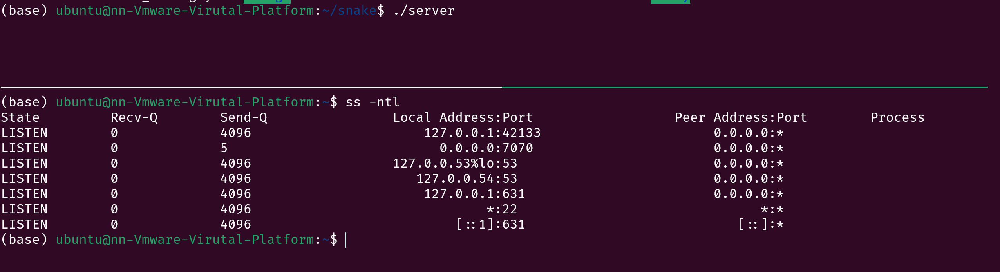 (base) ubuntu@nn-Vmware-Virutal-Platform:~/snake$ ./server
(base) ubuntu@nn-Vmware-Virutal-Platform:~$ ss -ntl
State Recv-Q Send-Q Local Address:Port Peer Address:Port Process
LISTEN 0 4096 127.0.0.1:42133 0.0.0.0:*
LISTEN 0 5 0.0.0.0:7070 0.0.0.0:*
LISTEN 0 4096 127.0.0.53%lo:53 0.0.0.0:*
LISTEN 0 4096 127.0.0.54:53 0.0.0.0:*
LISTEN 0 4096 127.0.0.1:631 0.0.0.0:*
LISTEN 0 4096 *:22 *:*
LISTEN 0 4096 [::1]:631 [::]:*
(base) ubuntu@nn-Vmware-Virutal-Platform:~$